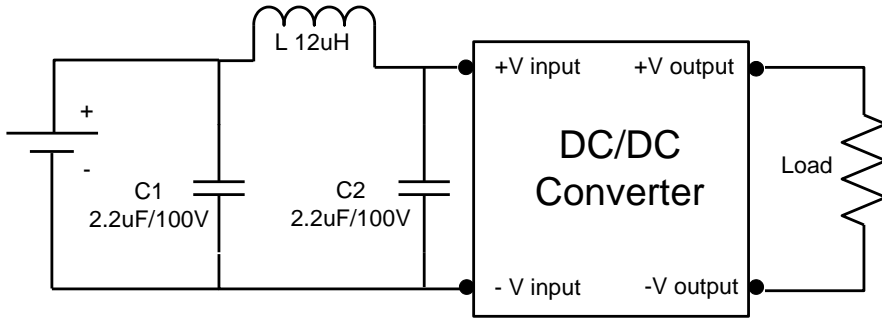 L 12uH
+V input
+V output
+
-
C1
2.2uF/100V
C2
2.2uF/100V
DC/DC
Converter
Load
- V input
-V output